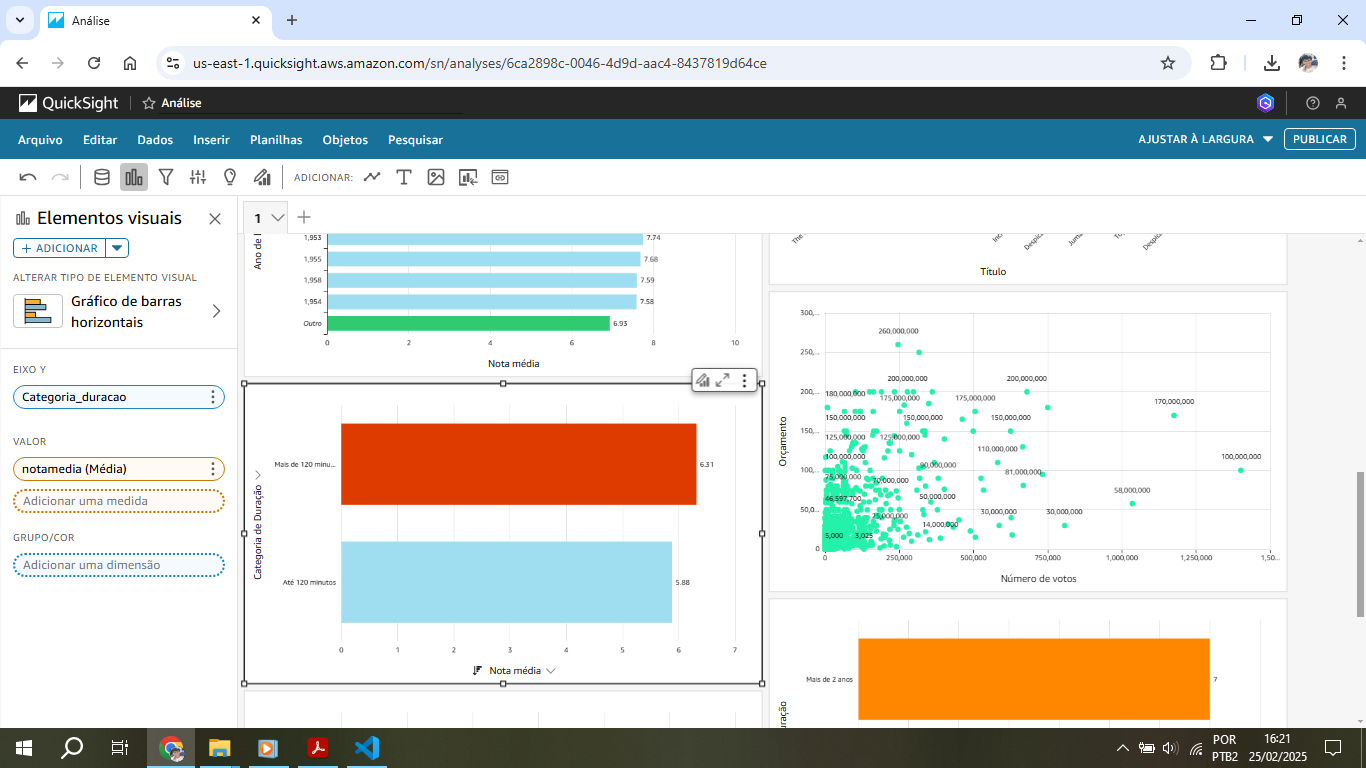 Análise
us-east-1.quicksight.aws.amazon.com/sn/analyses/6ca2898c-0046-4d9d-aac4-8437819d64ce
QuickSight
Análise
Arquivo Editar Dados Inserir Planilhas Objetos Pesquisar
AJUSTAR À LARGURA
PUBLICAR
ADICIONAR:
Elementos visuais
ADICIONAR
ALTERAR TIPO DE ELEMENTO VISUAL
Gráfico de barras
horizontais
EIXO Y
Categoria_duracao
VALOR
notamedia (Média)
Adicionar uma medida
GRUPO/COR
Adicionar uma dimensão
1
Ano de
1,953 7.74
1,955 7.68
1,958 7.59
1,954 7.58
Outro 6.93
0 2 4 6 8 10
Nota média
Categoria de Duração
Mais de 120 minu... 6.31
Até 120 minutos 5.88
0 1 2 3 4 5 6 7
Nota média
The
Título
Orçamento
300,...
250,...
200,...
150,...
100,...
50,0...
0
260,000,000
200,000,000 200,000,000
180,000,000 175,000,000 175,000,000 170,000,000
150,000,000 150,000,000 150,000,000
125,000,000 125,000,000
110,000,000
100,000,000 100,000,000
90,000,000
81,000,000
75,000,000 70,000,000
58,000,000
46,597,700 50,000,000
30,000,000 30,000,000
14,000,000
5,000 3,025
0 250,000 500,000 750,000 1,000,000 1,250,000 1,50...
Número de votos
Mais de 2 anos 7
POR
PTB2
16:21
25/02/2025